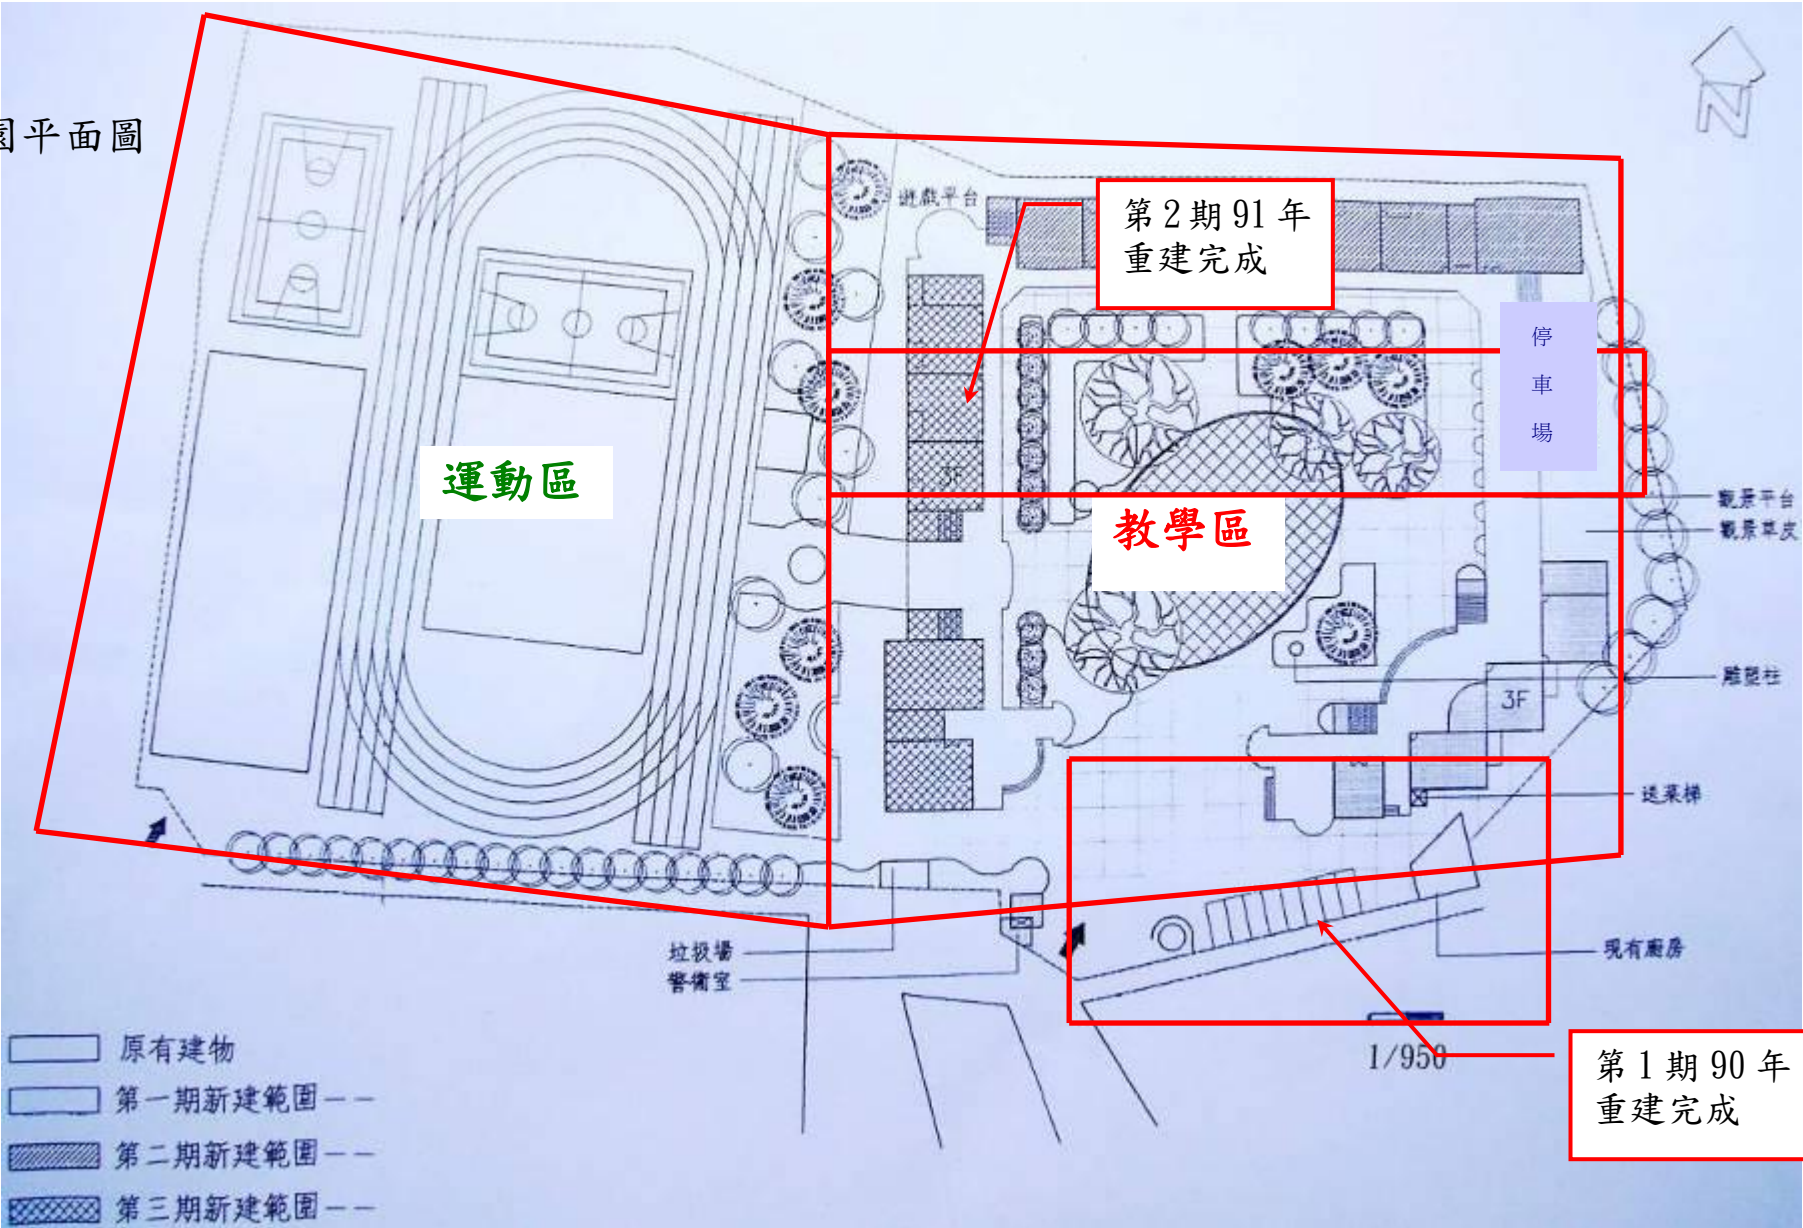 園平面圖
N
遊戲平台
第2期91年
重建完成
停
車
場
運動區
3F
教學區
觀景平台
觀景草皮
雕塑柱
3F
送菜梯
垃圾場
警衛室
現有廚房
1/950
第1期90年
重建完成
原有建物
第一期新建範圍－－
第二期新建範圍－－
第三期新建範圍－－